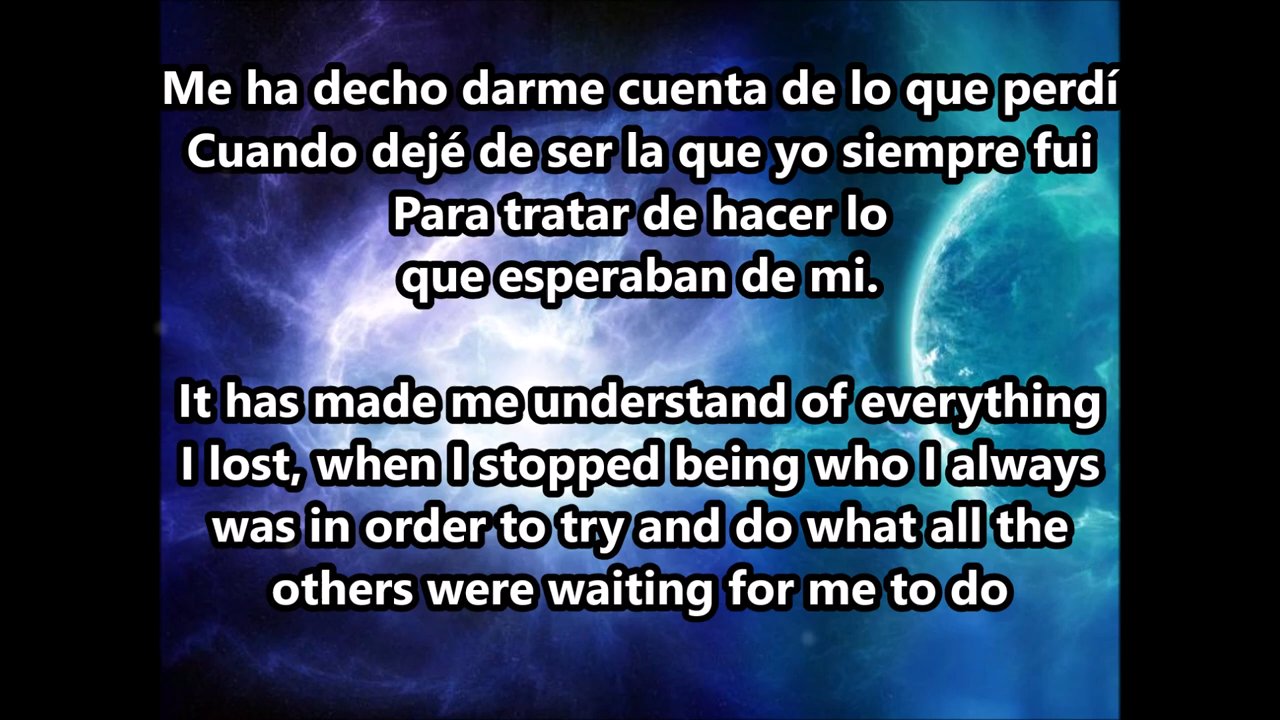 Me ha decho darme cuenta de lo que perdí
Cuando dejé de ser la que yo siempre fui
Para tratar de hacer lo
que esperaban de mi.
It has made me understand of everything
I lost, when I stopped being who I always
was in order to try and do what all the
others were waiting for me to do